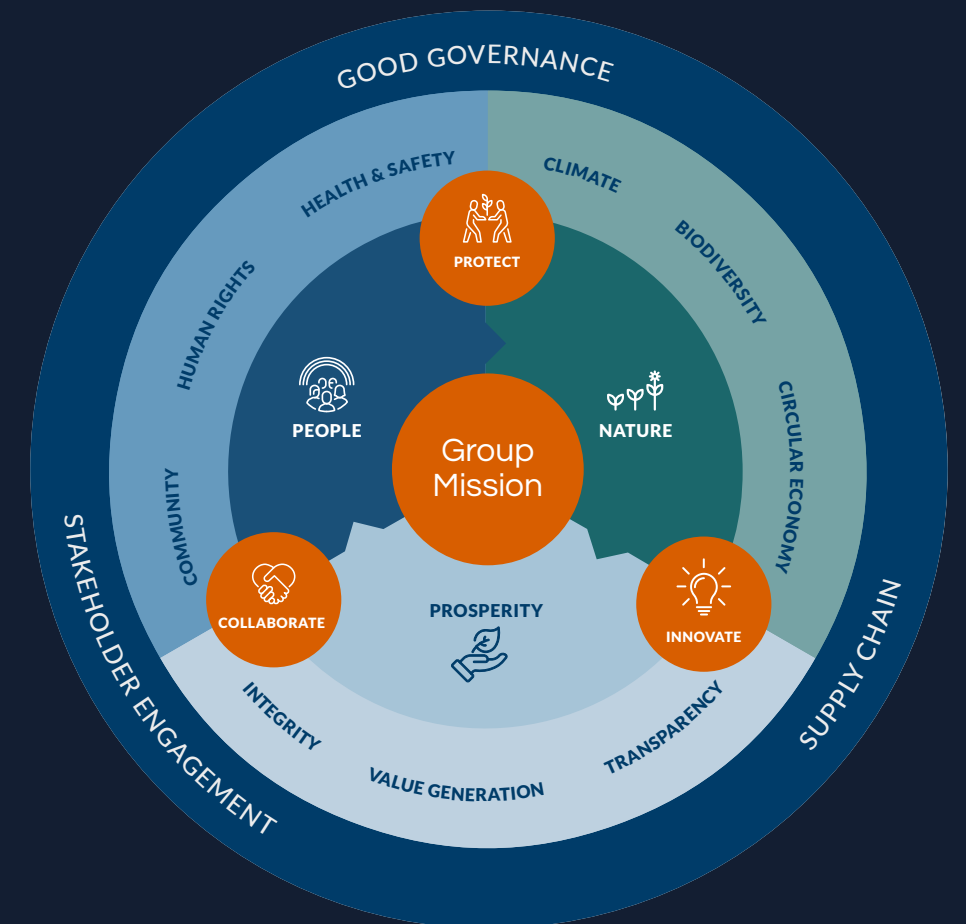 GOOD GOVERNANCE
HEALTH & SAFETY
CLIMATE
PROTECT
BIODIVERSITY
HUMAN RIGHTS
PEOPLE
NATURE
Group
Mission
CIRCULAR ECONOMY
COMMUNITY
COLLABORATE
PROSPERITY
INNOVATE
INTEGRITY
VALUE GENERATION
TRANSPARENCY
STAKEHOLDER ENGAGEMENT
SUPPLY CHAIN